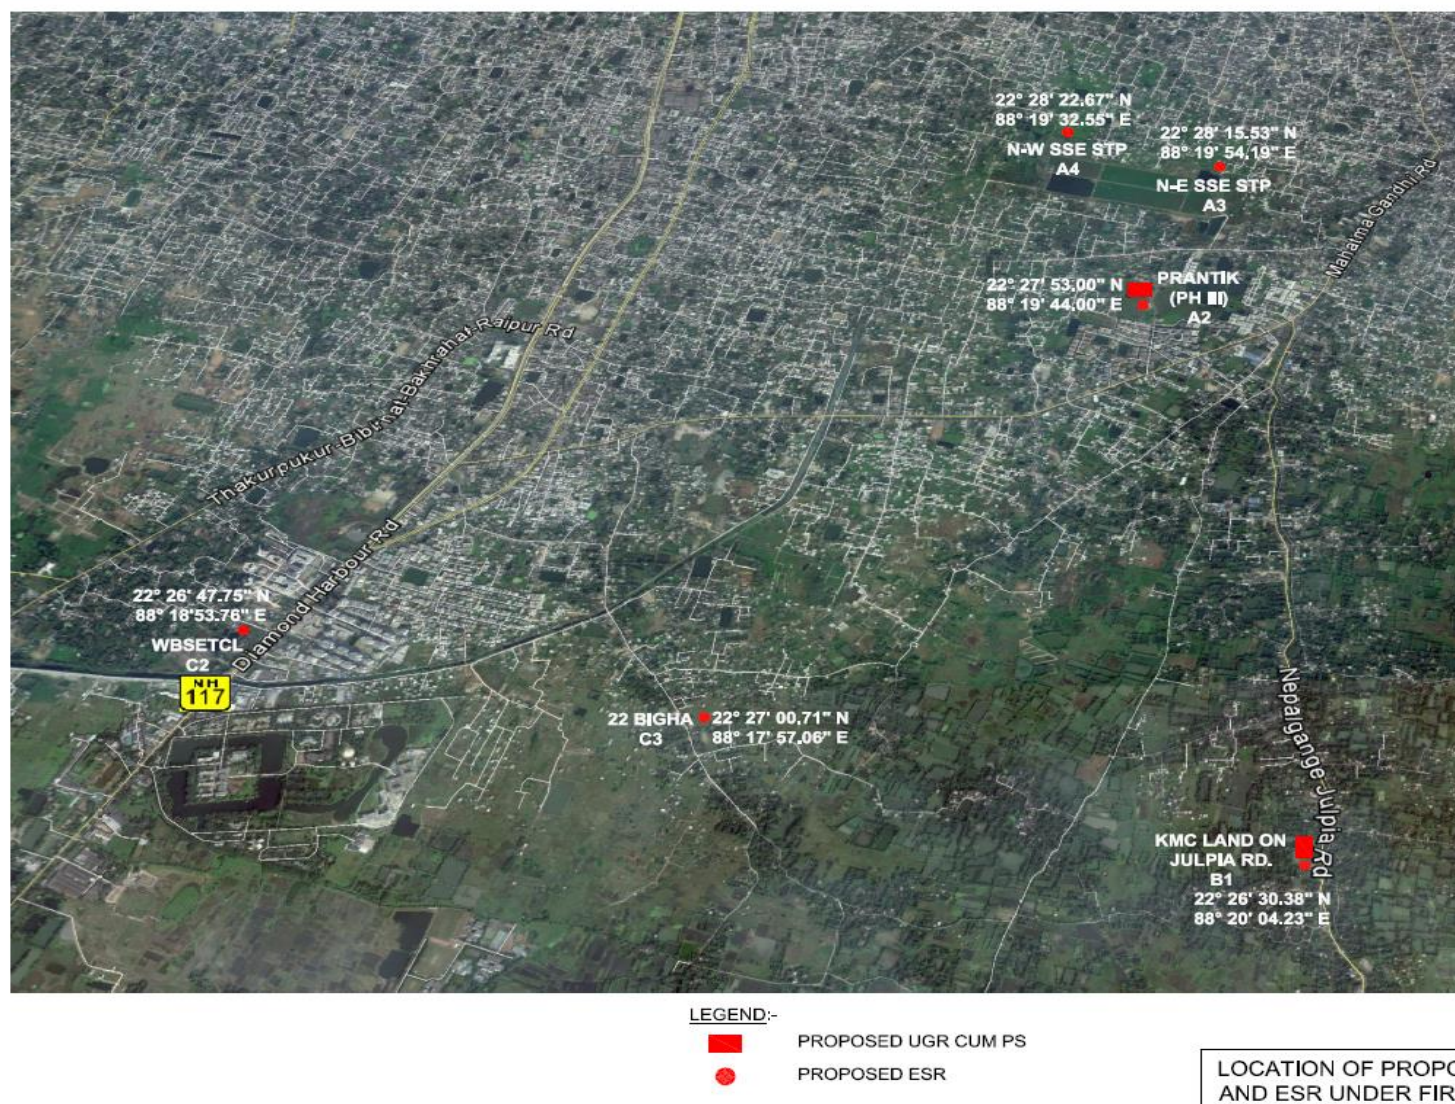 22° 28' 22.67" N
88° 19' 32.55" E
N-W SSE STP
A4
22° 28' 15.53" N
88° 19' 54.19" E
N-E SSE STP
A3
Mahatma Gandhi Rd
22° 27' 53.00" N
88° 19' 44.00" E
PRANTIK
(PH III)
A2
Thakurpukur-Bibirhat-Bakhrahat-Raipur Rd
Diamond Harbour Rd
22° 26' 47.75" N
88° 18'53.76" E
WBSETCL
C2
NH
117
22 BIGHA
C3
22° 27' 00.71" N
88° 17' 57.06" E
Nepalgange-Julpia-Rd
KMC LAND ON
JULPIA RD.
B1
22° 26' 30.38" N
88° 20' 04.23" E
LEGEND:-
PROPOSED UGR CUM PS
PROPOSED ESR
LOCATION OF PROPO
AND ESR UNDER FIR